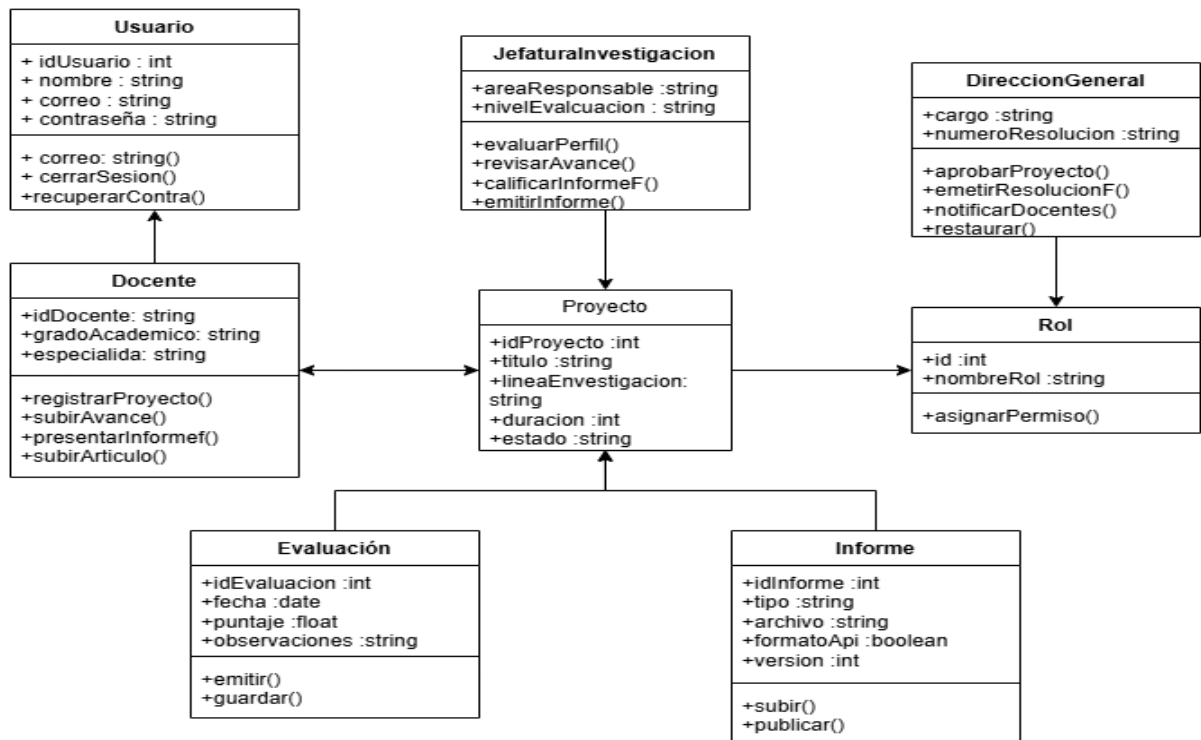 Usuario
+ idUsuario : int
+ nombre : string
+ correo : string
+ contraseña : string
+ correo: string()
+ cerrarSesion()
+recuperarContra()
JefaturaInvestigacion
+areaResponsable :string
+nivelEvalcuacion : string
+evaluarPerfil()
+revisarAvance()
+calificarInformeF()
+emitirInforme()
DireccionGeneral
+cargo :string
+numeroResolucion :string
+aprobarProyecto()
+emetirResolucionF()
+notificarDocentes()
+restaurar()
Docente
+idDocente: string
+gradoAcademico: string
+especialida: string
+registrarProyecto()
+subirAvance()
+presentarInformef()
+subirArticulo()
Proyecto
+idProyecto :int
+titulo :string
+lineaEnvestigacion:
string
+duracion :int
+estado :string
Rol
+id :int
+nombreRol :string
+asignarPermiso()
Evaluación
+idEvaluacion :int
+fecha :date
+puntaje :float
+observaciones :string
+emitir()
+guardar()
Informe
+idInforme :int
+tipo :string
+archivo :string
+formatoApi :boolean
+version :int
+subir()
+publicar()